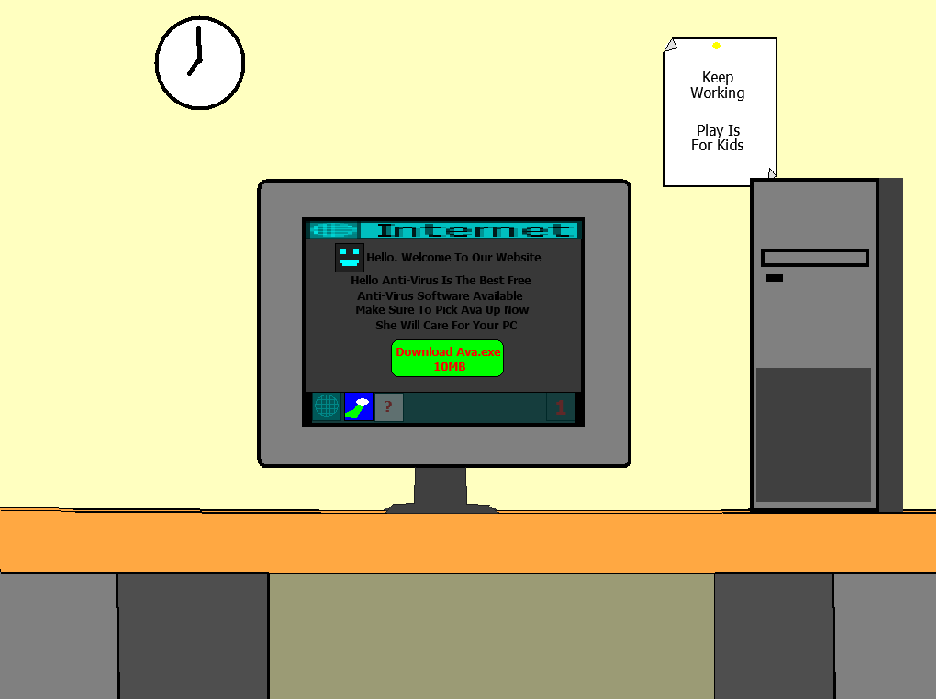 Keep
Working
Play Is
For Kids
Internet
Hello. Welcome To Our Website
Hello Anti-Virus Is The Best Free
Anti-Virus Software Available
Make Sure To Pick Ava Up Now
She Will Care For Your PC
Download Ava.exe
10MB
?
1